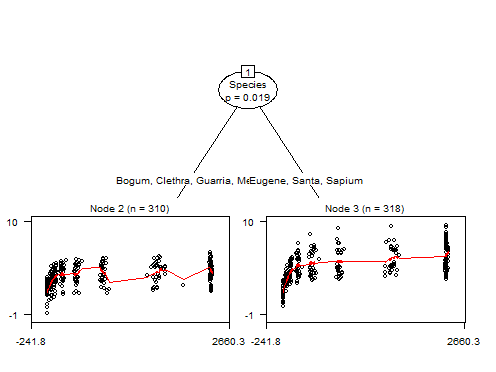 1
Species
p = 0.019
Bogum, Clethra, Guarria, Eugene, Santa, Sapium
Node 2 (n = 310) Node 3 (n = 318)
10 10
-1 -1
-241.8 2660.3 -241.8 2660.3